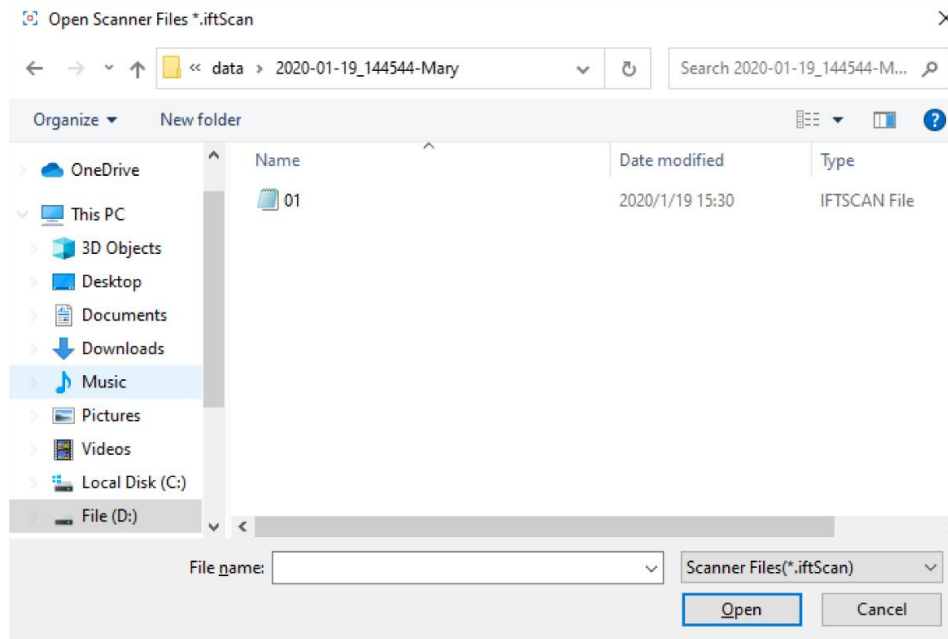 Open Scanner Files *.iftScan
« data › 2020-01-19_144544-Mary
Search 2020-01-19_144544-M...
Organize New folder
Name Date modified Type
01 2020/1/19 15:30 IFTSCAN File
OneDrive
This PC
3D Objects
Desktop
Documents
Downloads
Music
Pictures
Videos
Local Disk (C:)
File (D:)
File name: Scanner Files(*.iftScan)
Open Cancel